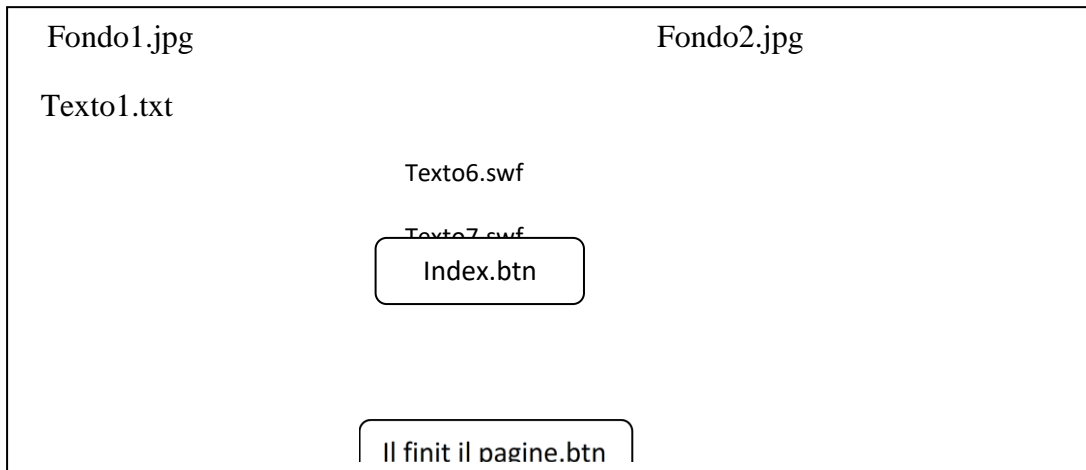 Fondo1.jpg Fondo2.jpg
Texto1.txt
Texto6.swf
Texto7.swf
Index.btn
Il finit il pagine.btn